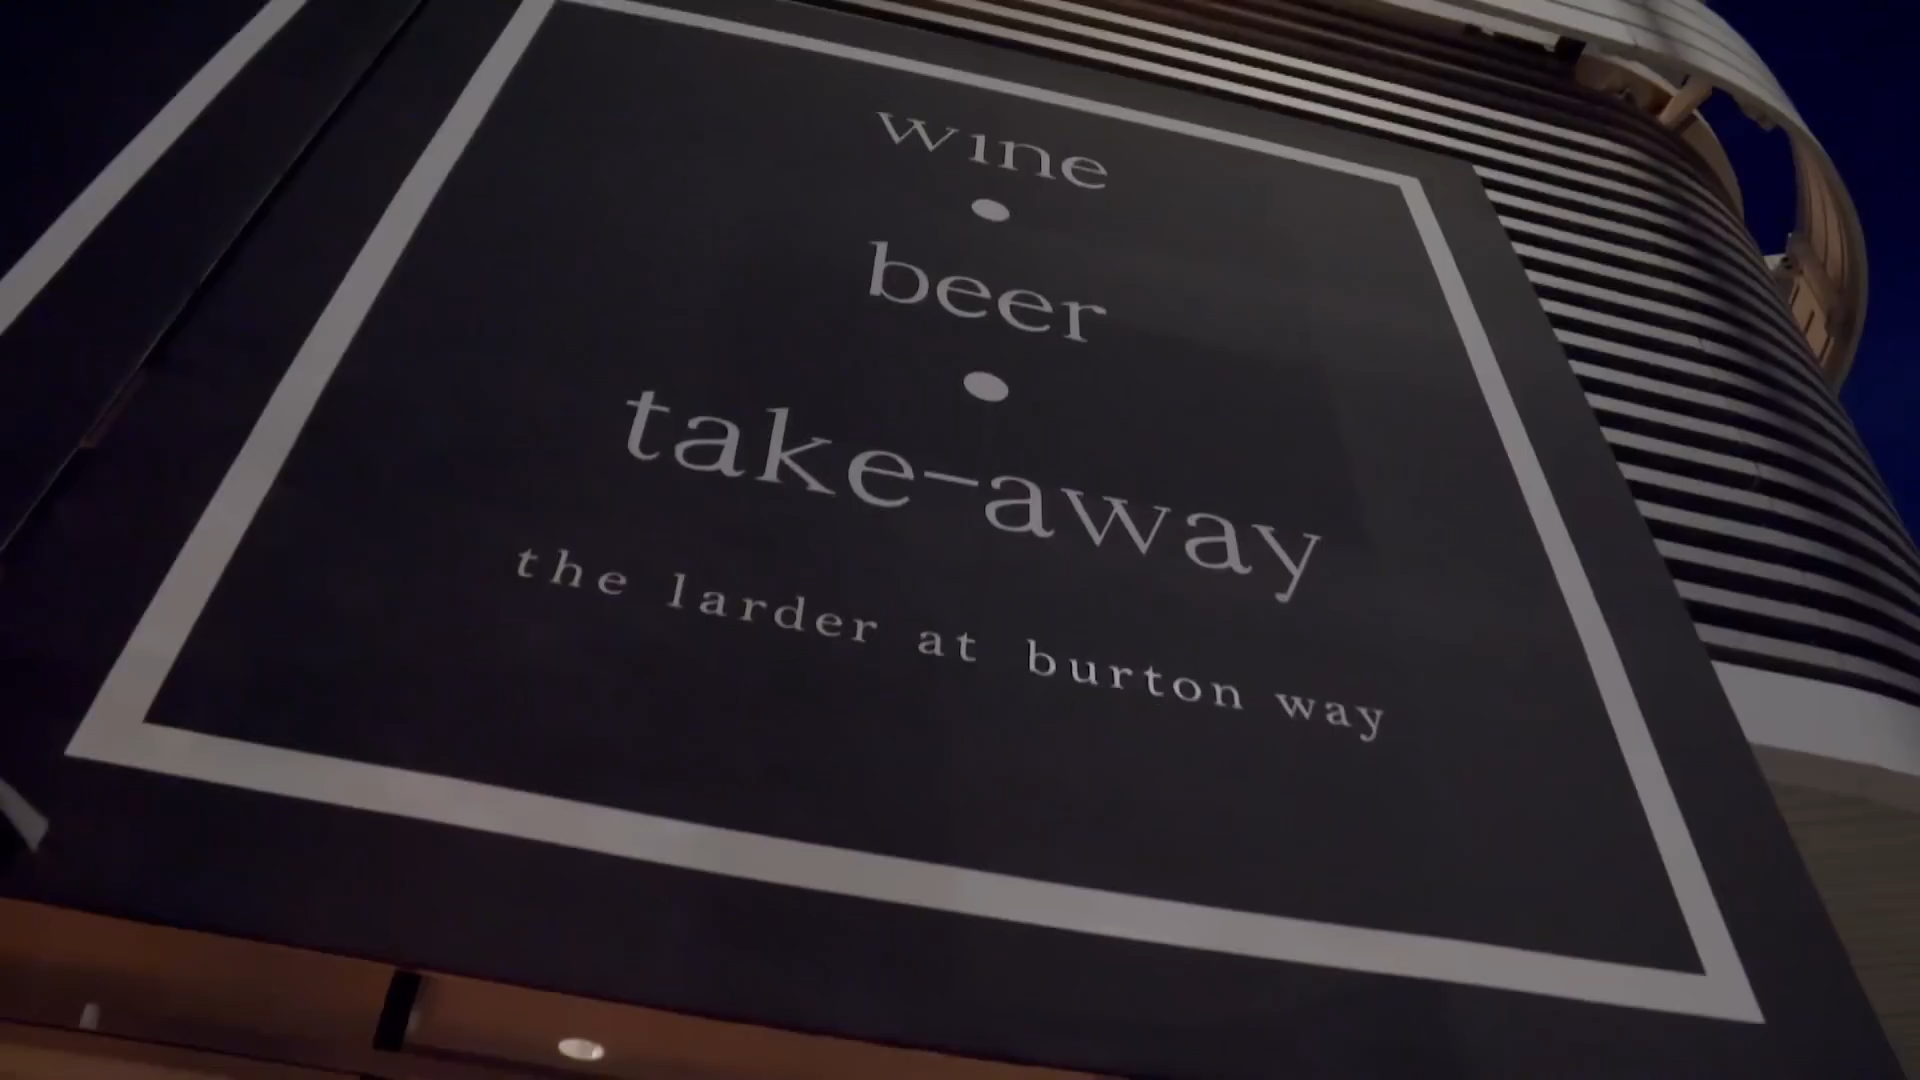 wine
•
beer
•
take-away
the larder at burton way